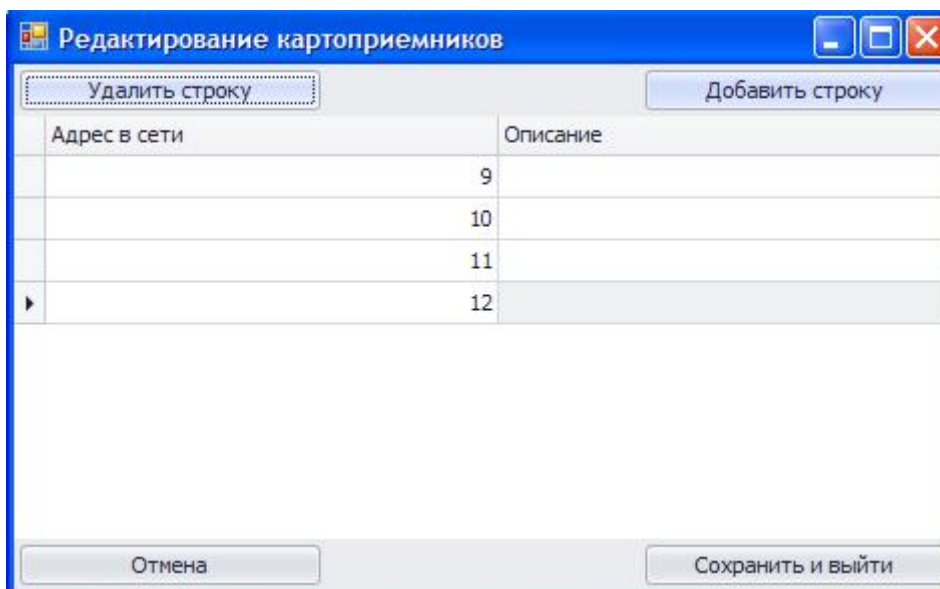 Редактирование картоприемников
Удалить строку Добавить строку
Адрес в сети Описание
9
10
11
12
Отмена Сохранить и выйти